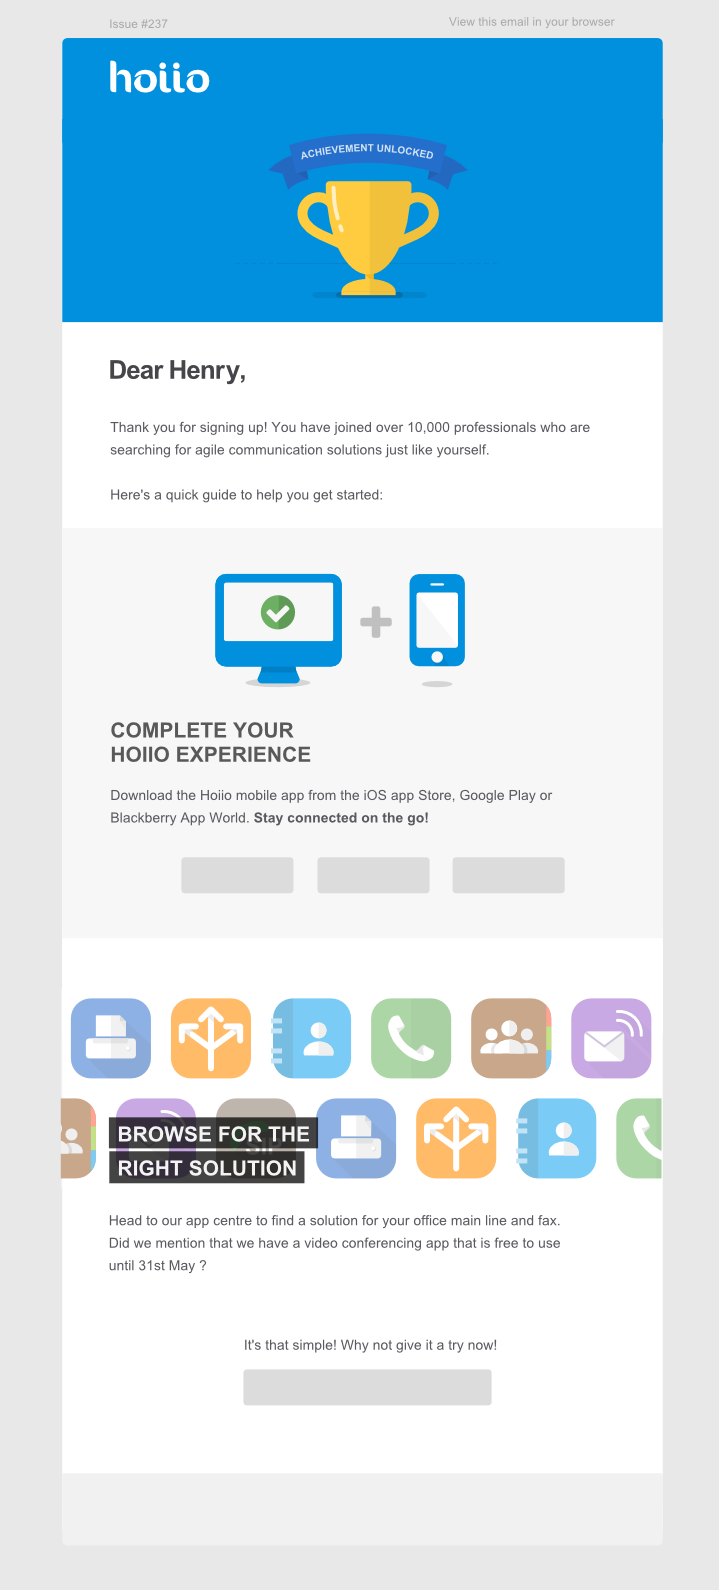 Issue #237
View this email in your browser
hoiio
ACHIEVEMENT UNLOCKED
Dear Henry,
Thank you for signing up! You have joined over 10,000 professionals who are
searching for agile communication solutions just like yourself.
Here's a quick guide to help you get started:
COMPLETE YOUR
HOIIO EXPERIENCE
Download the Hoiio mobile app from the iOS app Store, Google Play or
Blackberry App World. Stay connected on the go!
BROWSE FOR THE
RIGHT SOLUTION
Head to our app centre to find a solution for your office main line and fax.
Did we mention that we have a video conferencing app that is free to use
until 31st May ?
It's that simple! Why not give it a try now!